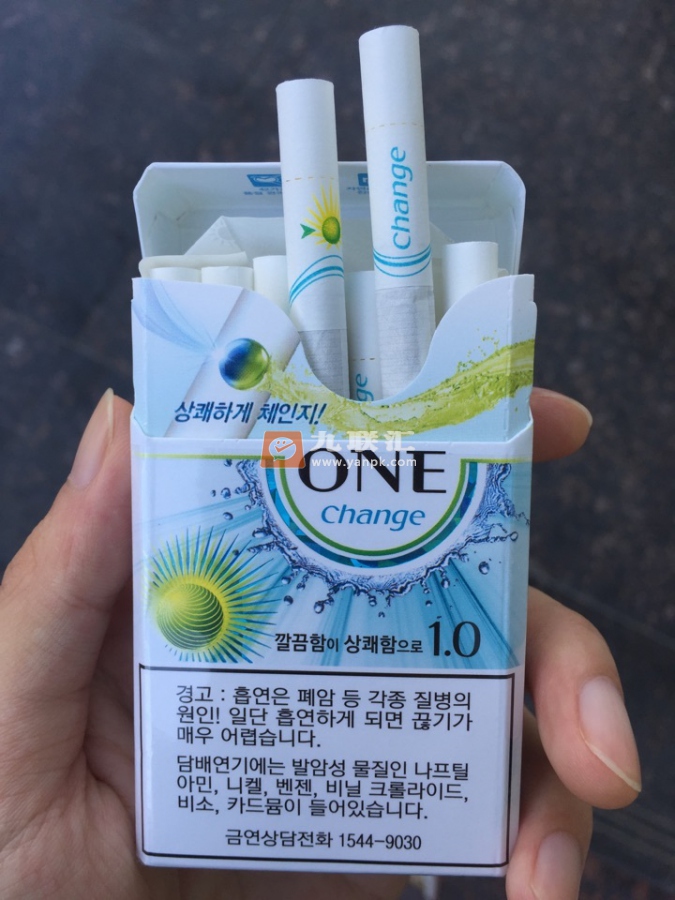 Change
Change
상쾌하게 체인지!
九联汇
www.yanpk.com
ONE
Change
깔끔함이 상쾌함으로 1.0
경고 : 흡연은 폐암 등 각종 질병의
원인! 일단 흡연하게 되면 끊기가
매우 어렵습니다.
담배연기에는 발암성 물질인 나프틸
아민, 니켈, 벤젠, 비닐 크롤라이드,
비소, 카드뮴이 들어있습니다.
금연상담전화 1544-9030